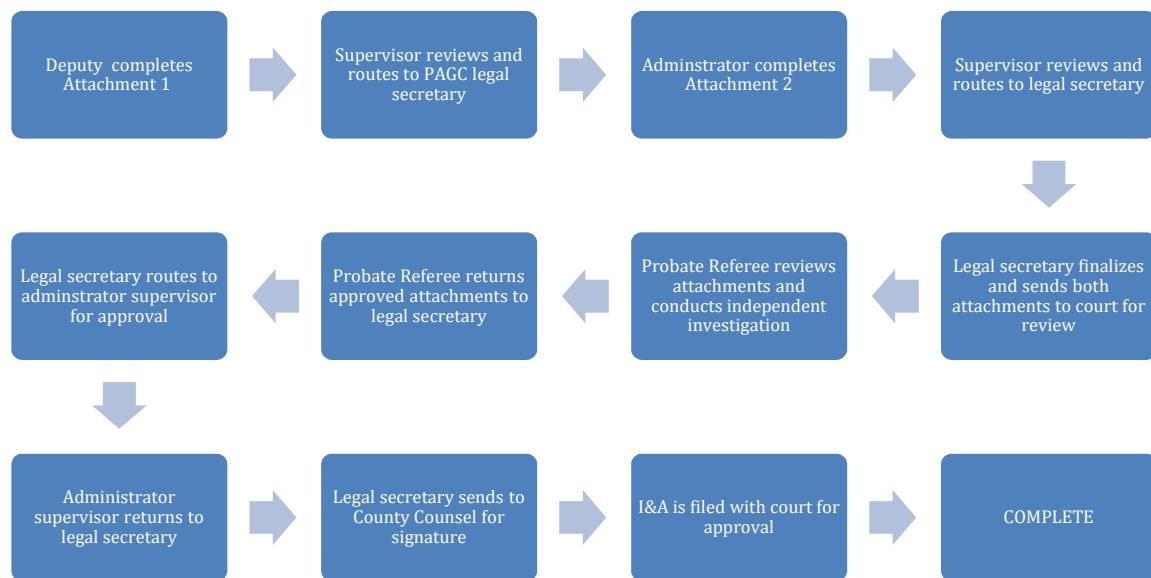 Deputy completes
Attachment 1
Supervisor reviews and
routes to PAGC legal
secretary
Adminstrator completes
Attachment 2
Supervisor reviews and
routes to legal secretary
Legal secretary finalizes
and sends both
attachments to court for
review
Probate Referee reviews
attachments and
conducts independent
investigation
Probate Referee returns
approved attachments to
legal secretary
Legal secretary routes to
adminstrator supervisor
for approval
Administrator
supervisor returns to
legal secretary
Legal secretary sends to
County Counsel for
signature
I&A is filed with court for
approval
COMPLETE